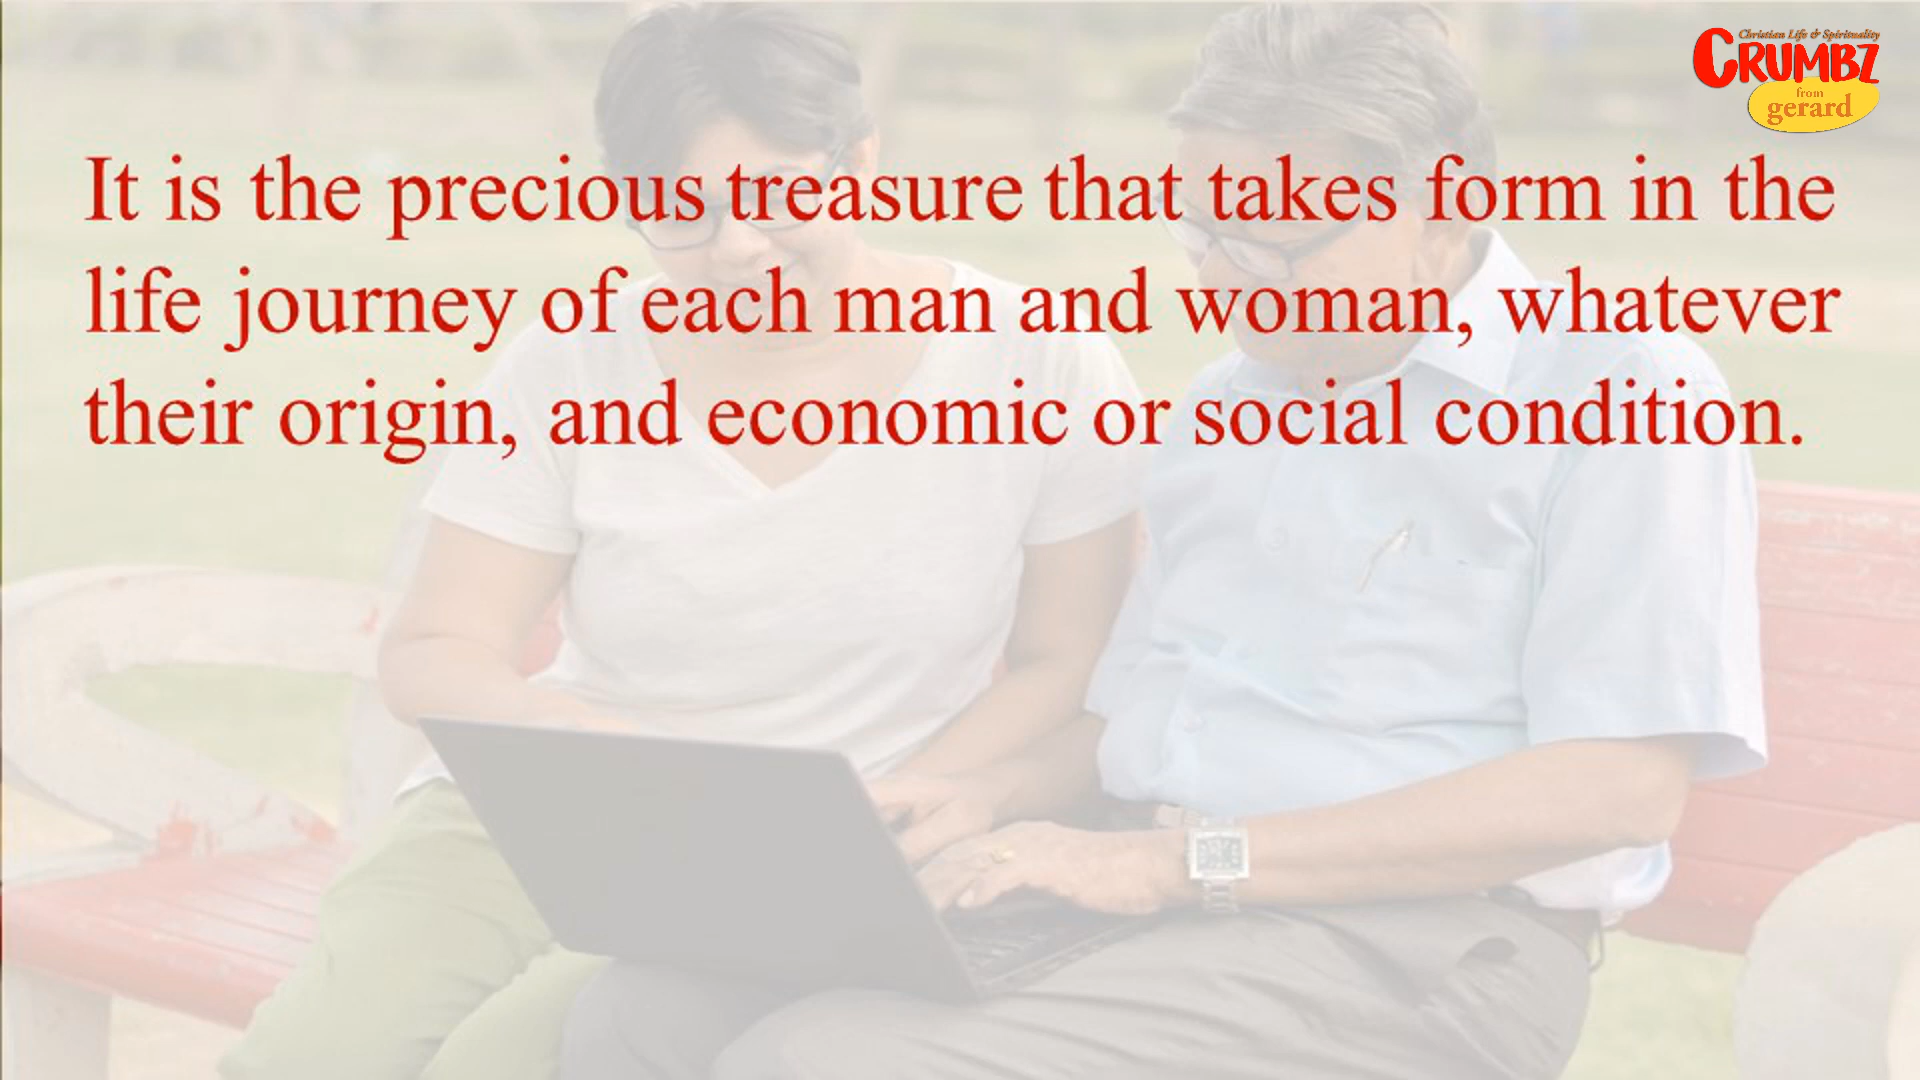 Christian Life & Spirituality
CRUMBZ
from
gerard
It is the precious treasure that takes form in the
life journey of each man and woman, whatever
their origin, and economic or social condition.